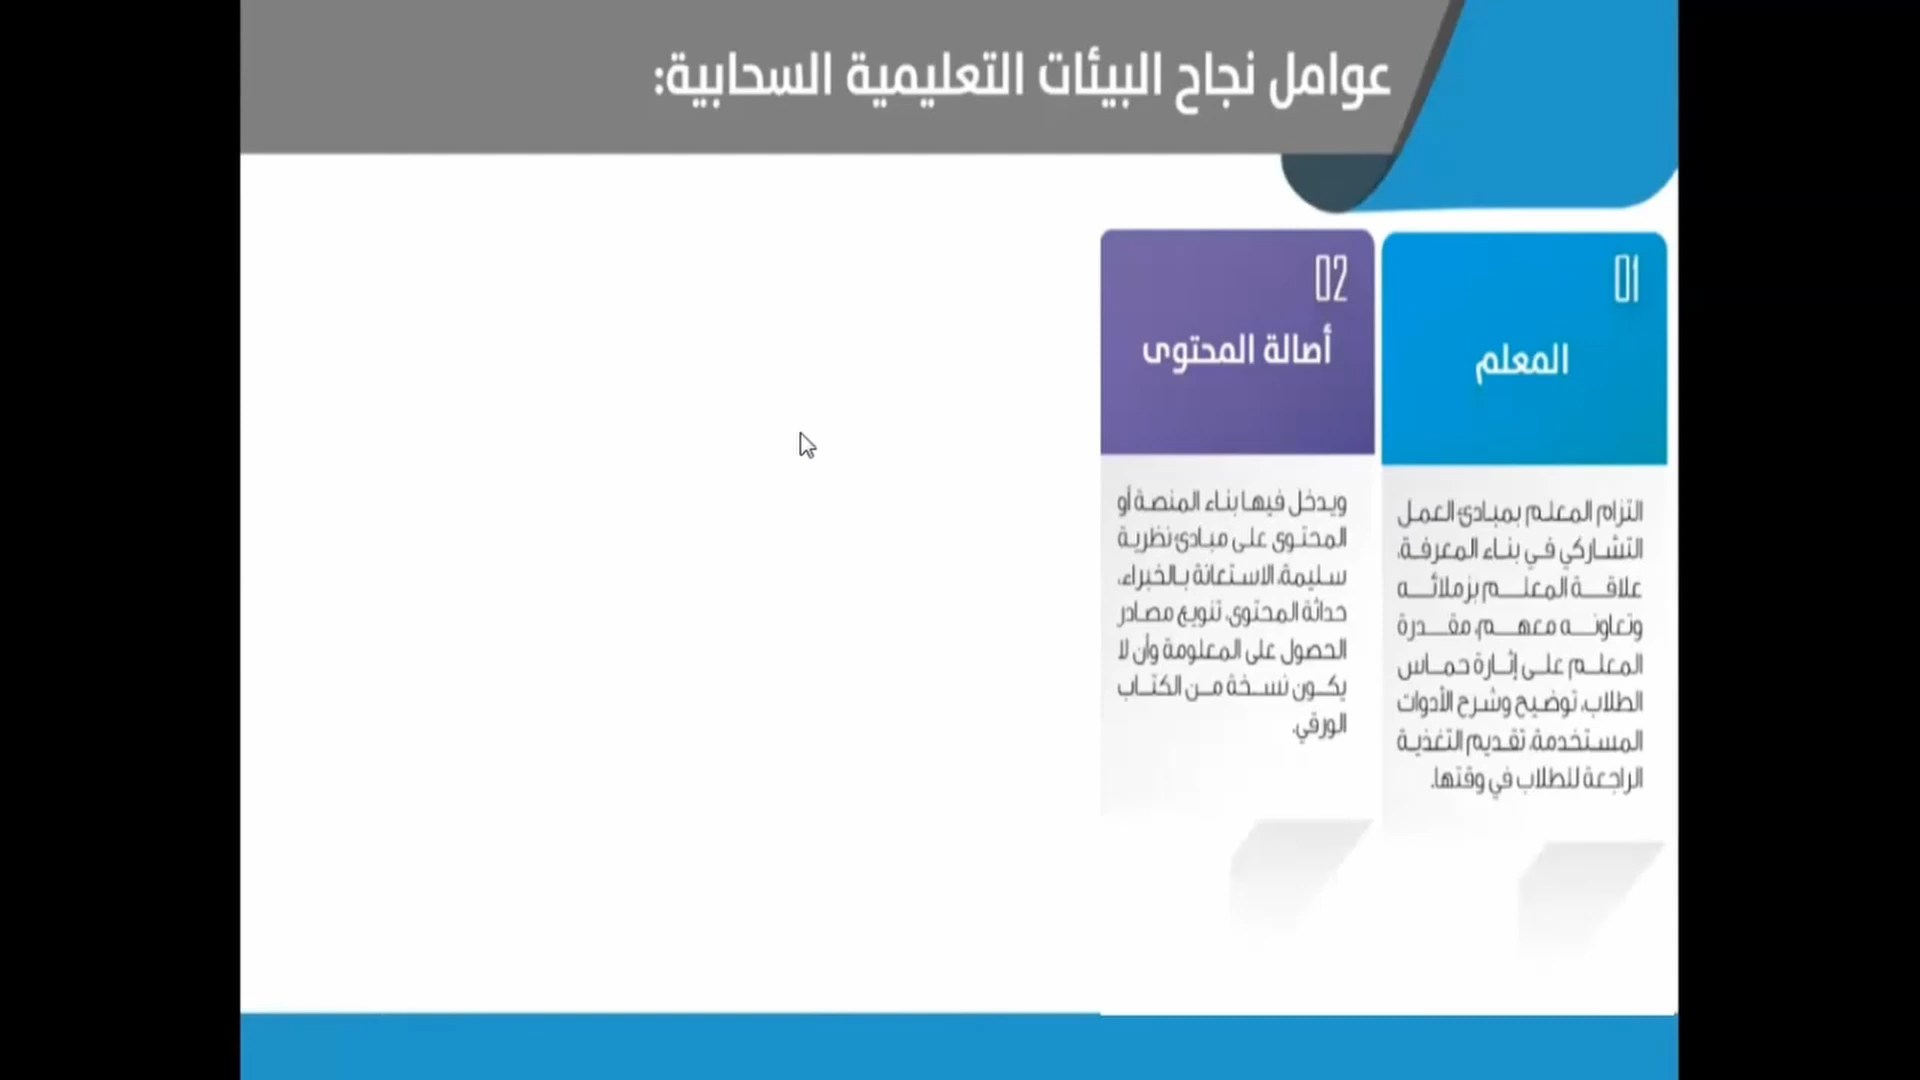 عوامل نجاح البيئات التعليمية السحابية:
01
المعلم
التزام المعلم بمبادئ العمل
التشاركي في بناء المعرفة،
علاقة المعلم بزملائه
وتعاونه معهم، مقدرة
المعلم على إثارة حماس
الطلاب، توضيح وشرح الأدوات
المستخدمة، تقديم التغذية
الراجعة للطلاب في وقتها.
02
أصالة المحتوى
ويدخل فيها بناء المنصة أو
المحتوى على مبادئ نظرية
سليمة، الاستعانة بالخبراء،
حداثة المحتوى، تنويع مصادر
الحصول على المعلومة وأن لا
يكون نسخة من الكتاب
الورقي.